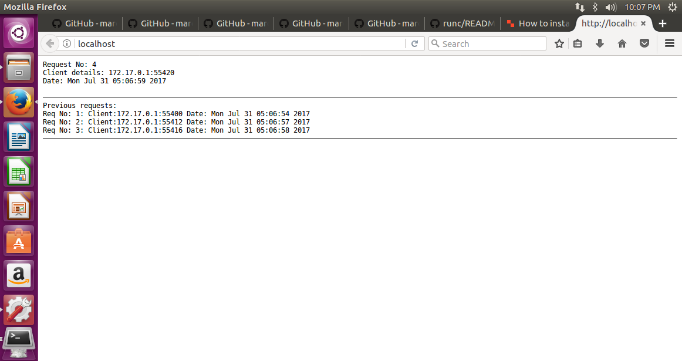 Mozilla Firefox
10:07 PM
GitHub - mar
GitHub - mar
GitHub - mar
GitHub - mar
GitHub - mar
runc/READM
How to insta
http://localho
localhost
Search
Request No: 4
Client details: 172.17.0.1:55420
Date: Mon Jul 31 05:06:59 2017
Previous requests:
Req No: 1: Client:172.17.0.1:55400 Date: Mon Jul 31 05:06:54 2017
Req No: 2: Client:172.17.0.1:55412 Date: Mon Jul 31 05:06:57 2017
Req No: 3: Client:172.17.0.1:55416 Date: Mon Jul 31 05:06:58 2017